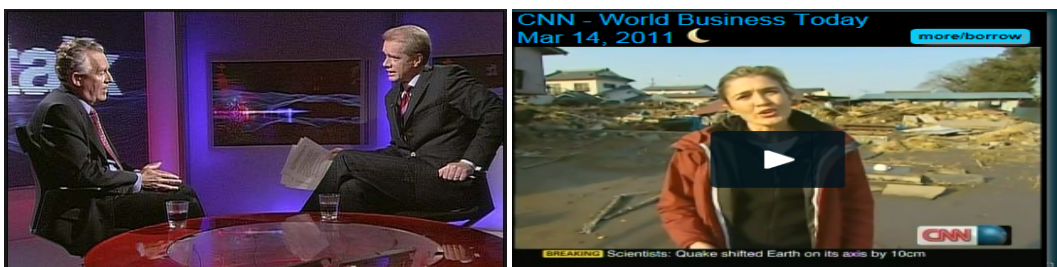 talk
CNN - World Business Today
Mar 14, 2011
more/borrow
CNN
BREAKING Scientists: Quake shifted Earth on its axis by 10cm